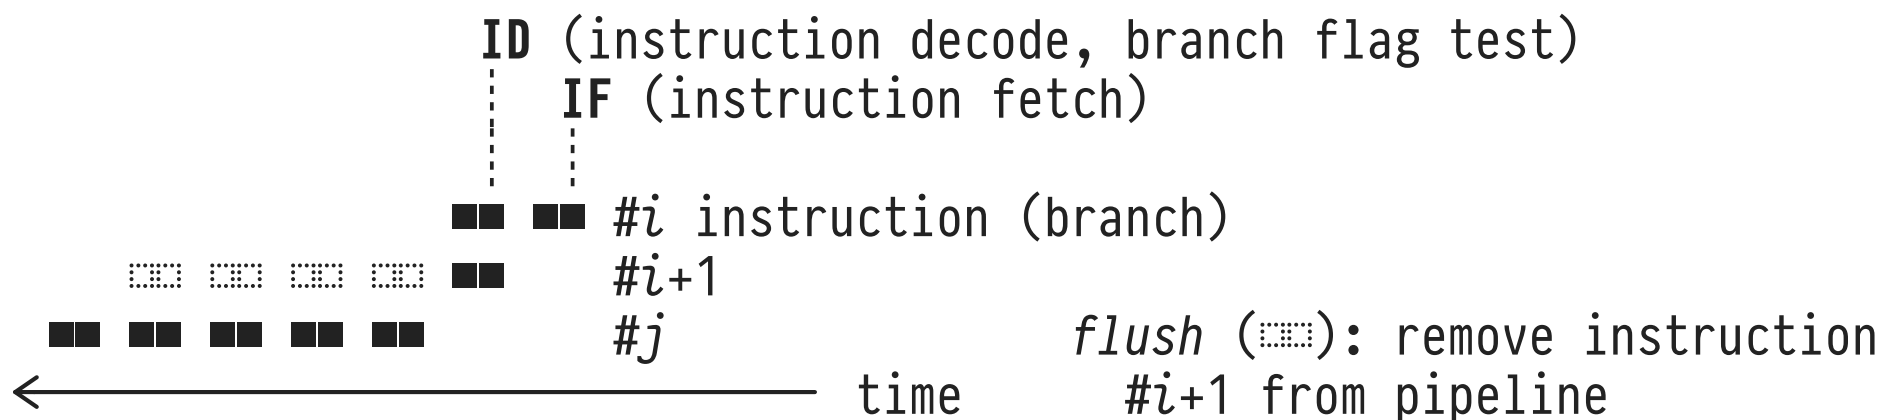 ID (instruction decode, branch flag test)
IF (instruction fetch)
#i instruction (branch)
#i+1
#j flush (): remove instruction
time #i+1 from pipeline